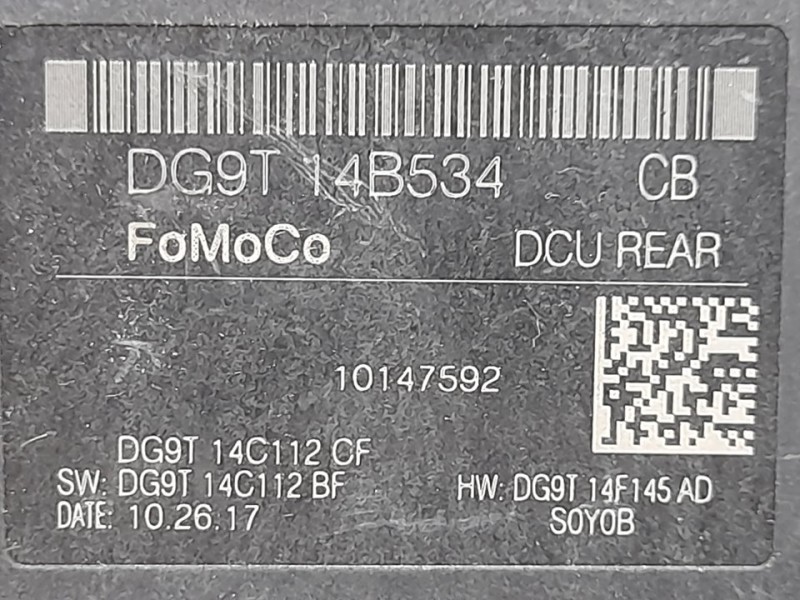 DG9T 14B534 CB
FoMoCo DCU REAR
10147592
DG9T 14C112 CF
SW: DG9T 14C112 BF HW: DG9T 14F145 AD
DATE: 10.26.17 S0Y0B